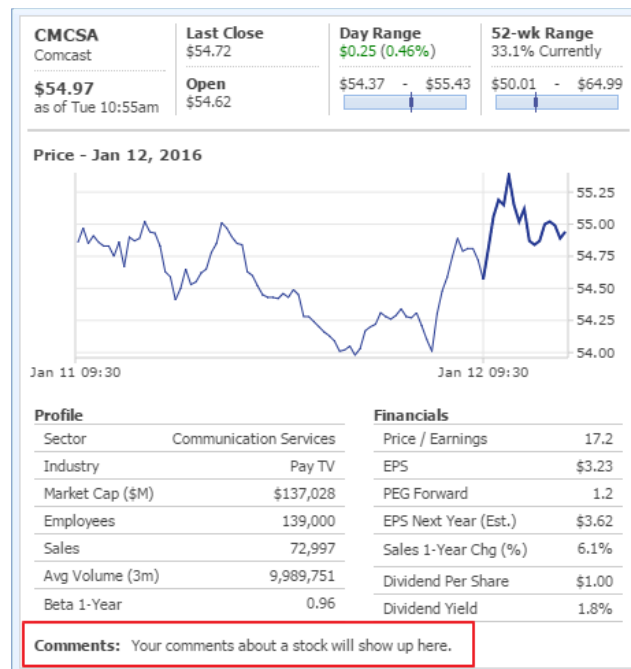 CMCSA
Comcast
$54.97
as of Tue 10:55am
Last Close
$54.72
Open
$54.62
Day Range
$0.25 (0.46%)
$54.37 - $55.43
52-wk Range
33.1% Currently
$50.01 - $64.99
Price - Jan 12, 2016
55.25
55.00
54.75
54.50
54.25
54.00
Jan 11 09:30
Jan 12 09:30
Profile
Sector Communication Services
Industry Pay TV
Market Cap ($M) $137,028
Employees 139,000
Sales 72,997
Avg Volume (3m) 9,989,751
Beta 1-Year 0.96
Financials
Price / Earnings 17.2
EPS $3.23
PEG Forward 1.2
EPS Next Year (Est.) $3.62
Sales 1-Year Chg (%) 6.1%
Dividend Per Share $1.00
Dividend Yield 1.8%
Comments: Your comments about a stock will show up here.